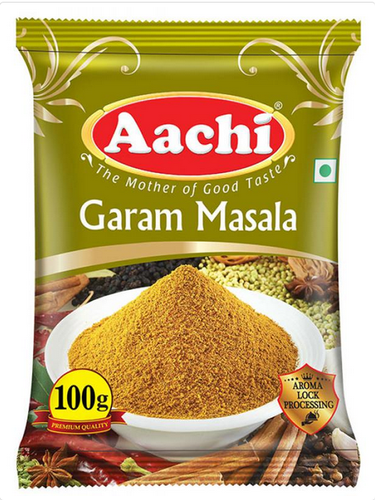 Aachi®
The Mother of Good Taste
Garam Masala
100g
PREMIUM QUALITY
AROMA
LOCK
PROCESSING